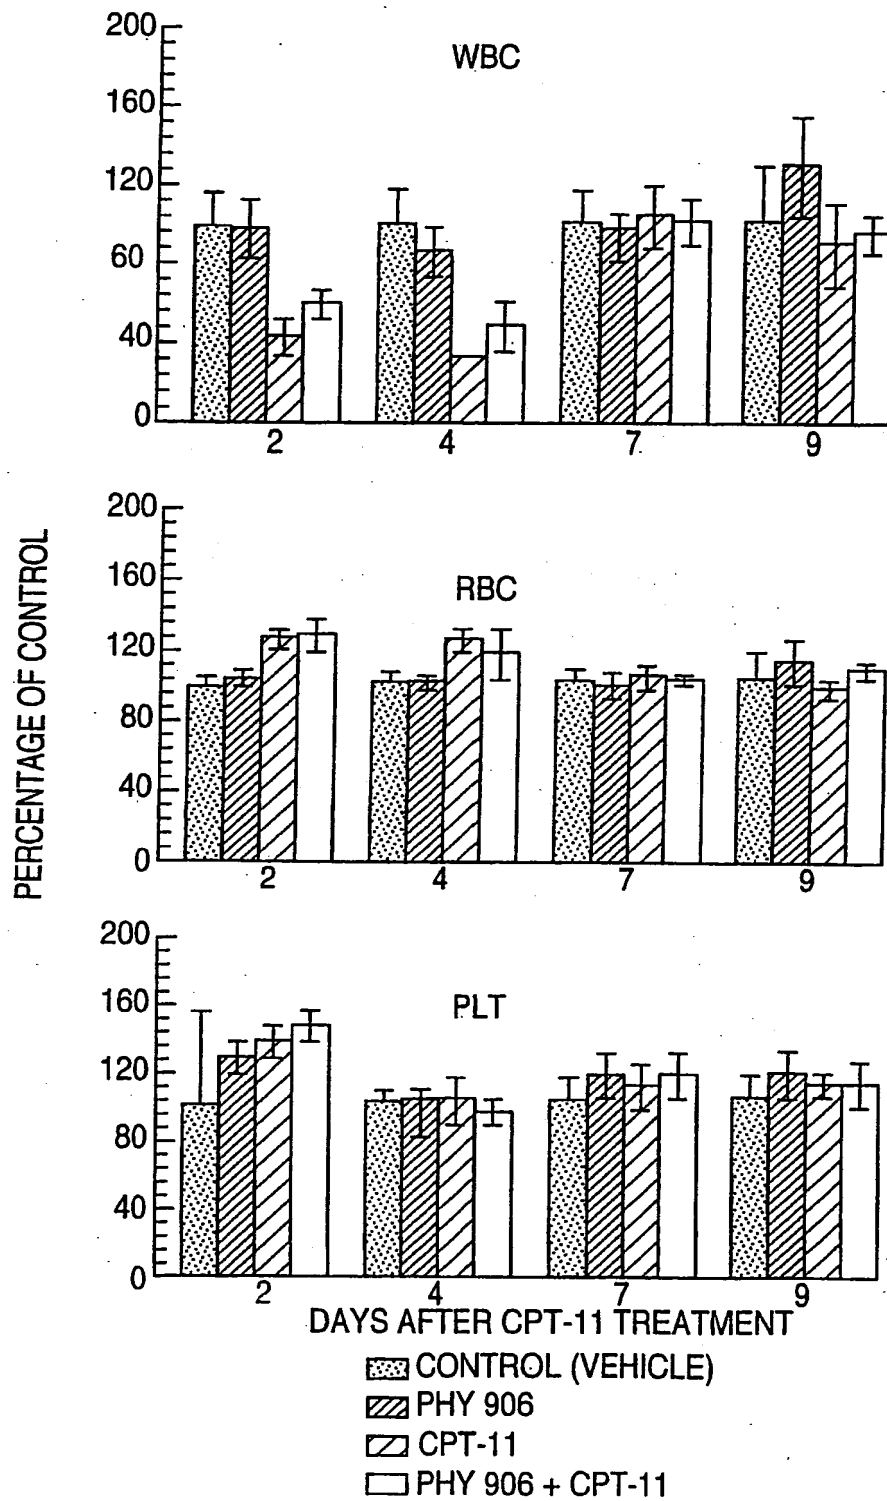 200
WBC
160
120
60
40
0
2 4 7 9
PERCENTAGE OF CONTROL
200
160
RBC
120
80
40
0
2 4 7 9
200
160
PLT
120
80
40
0
2 4 7 9
DAYS AFTER CPT-11 TREATMENT
CONTROL (VEHICLE)
PHY 906
CPT-11
PHY 906 + CPT-11